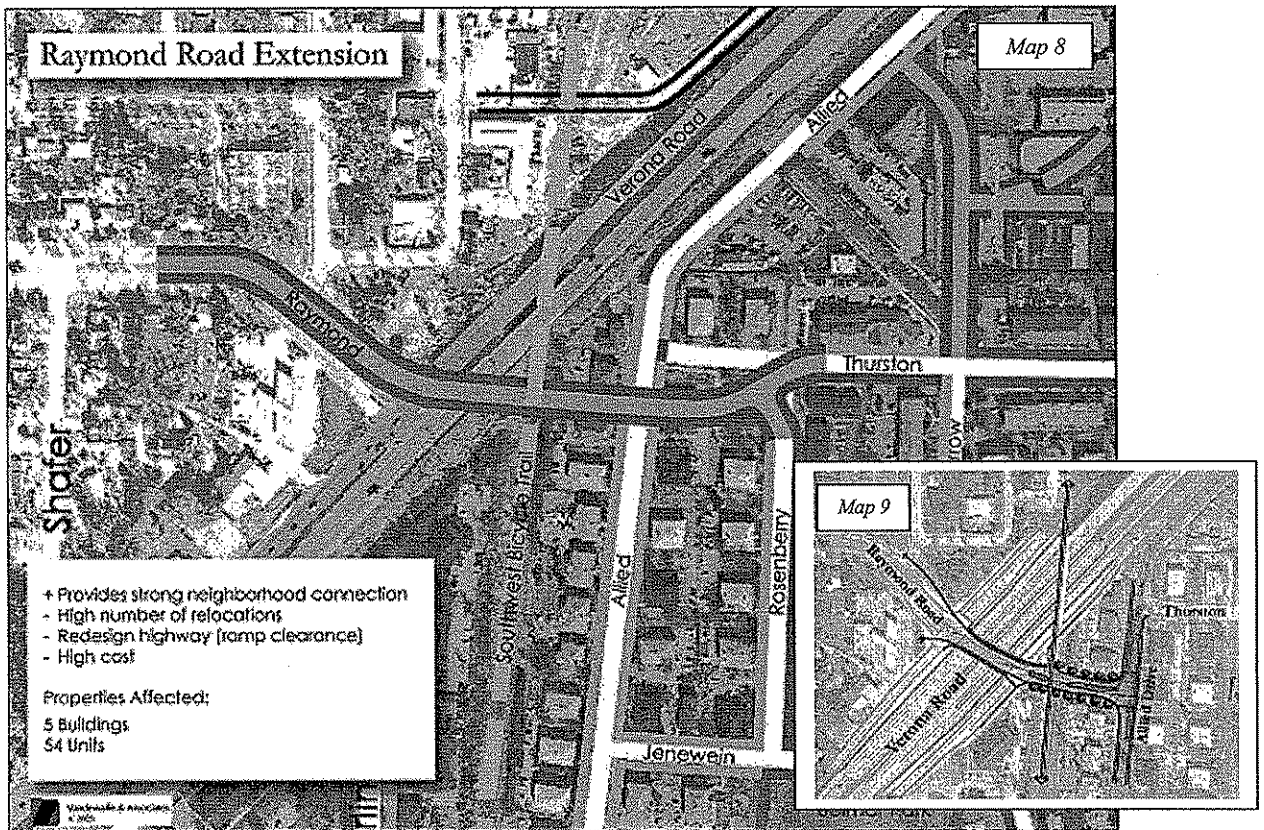 Raymond Road Extension
Map 8
Allied
Verona Road
Raymond
Thurston
Shafer
Southwest Bicycle Trail
Allied
Rosenberry
Jenewein
+ Provides strong neighborhood connection
- High number of relocations
- Redesign highway (ramp clearance)
- High cost
Properties Affected:
5 Buildings
54 Units
Map 9
Raymond Road
Thurston
Verona Road
Allied Drive